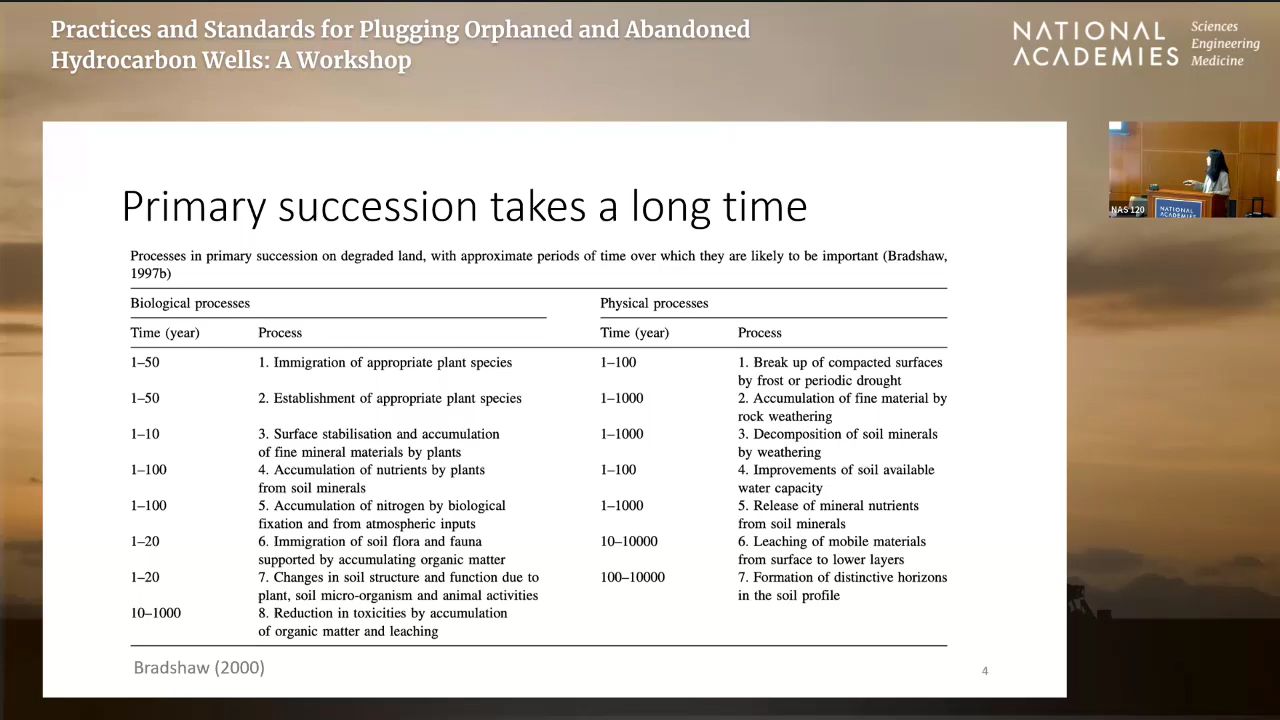 Practices and Standards for Plugging Orphaned and Abandoned
Hydrocarbon Wells: A Workshop
NATIONAL
ACADEMIES
Sciences
Engineering
Medicine
NAS 120
NATIONAL
ACADEMIES
Primary succession takes a long time
Processes in primary succession on degraded land, with approximate periods of time over which they are likely to be important (Bradshaw,
1997b)
Biological processes
Physical processes
Time (year) Process
Time (year) Process
1–50 1. Immigration of appropriate plant species
1–50 2. Establishment of appropriate plant species
1–10 3. Surface stabilisation and accumulation
of fine mineral materials by plants
1–100 4. Accumulation of nutrients by plants
from soil minerals
1–100 5. Accumulation of nitrogen by biological
fixation and from atmospheric inputs
1–20 6. Immigration of soil flora and fauna
supported by accumulating organic matter
1–20 7. Changes in soil structure and function due to
plant, soil micro-organism and animal activities
10–1000 8. Reduction in toxicities by accumulation
of organic matter and leaching
1–100 1. Break up of compacted surfaces
by frost or periodic drought
1–1000 2. Accumulation of fine material by
rock weathering
1–1000 3. Decomposition of soil minerals
by weathering
1–100 4. Improvements of soil available
water capacity
1–1000 5. Release of mineral nutrients
from soil minerals
10–10000 6. Leaching of mobile materials
from surface to lower layers
100–10000 7. Formation of distinctive horizons
in the soil profile
Bradshaw (2000)
4